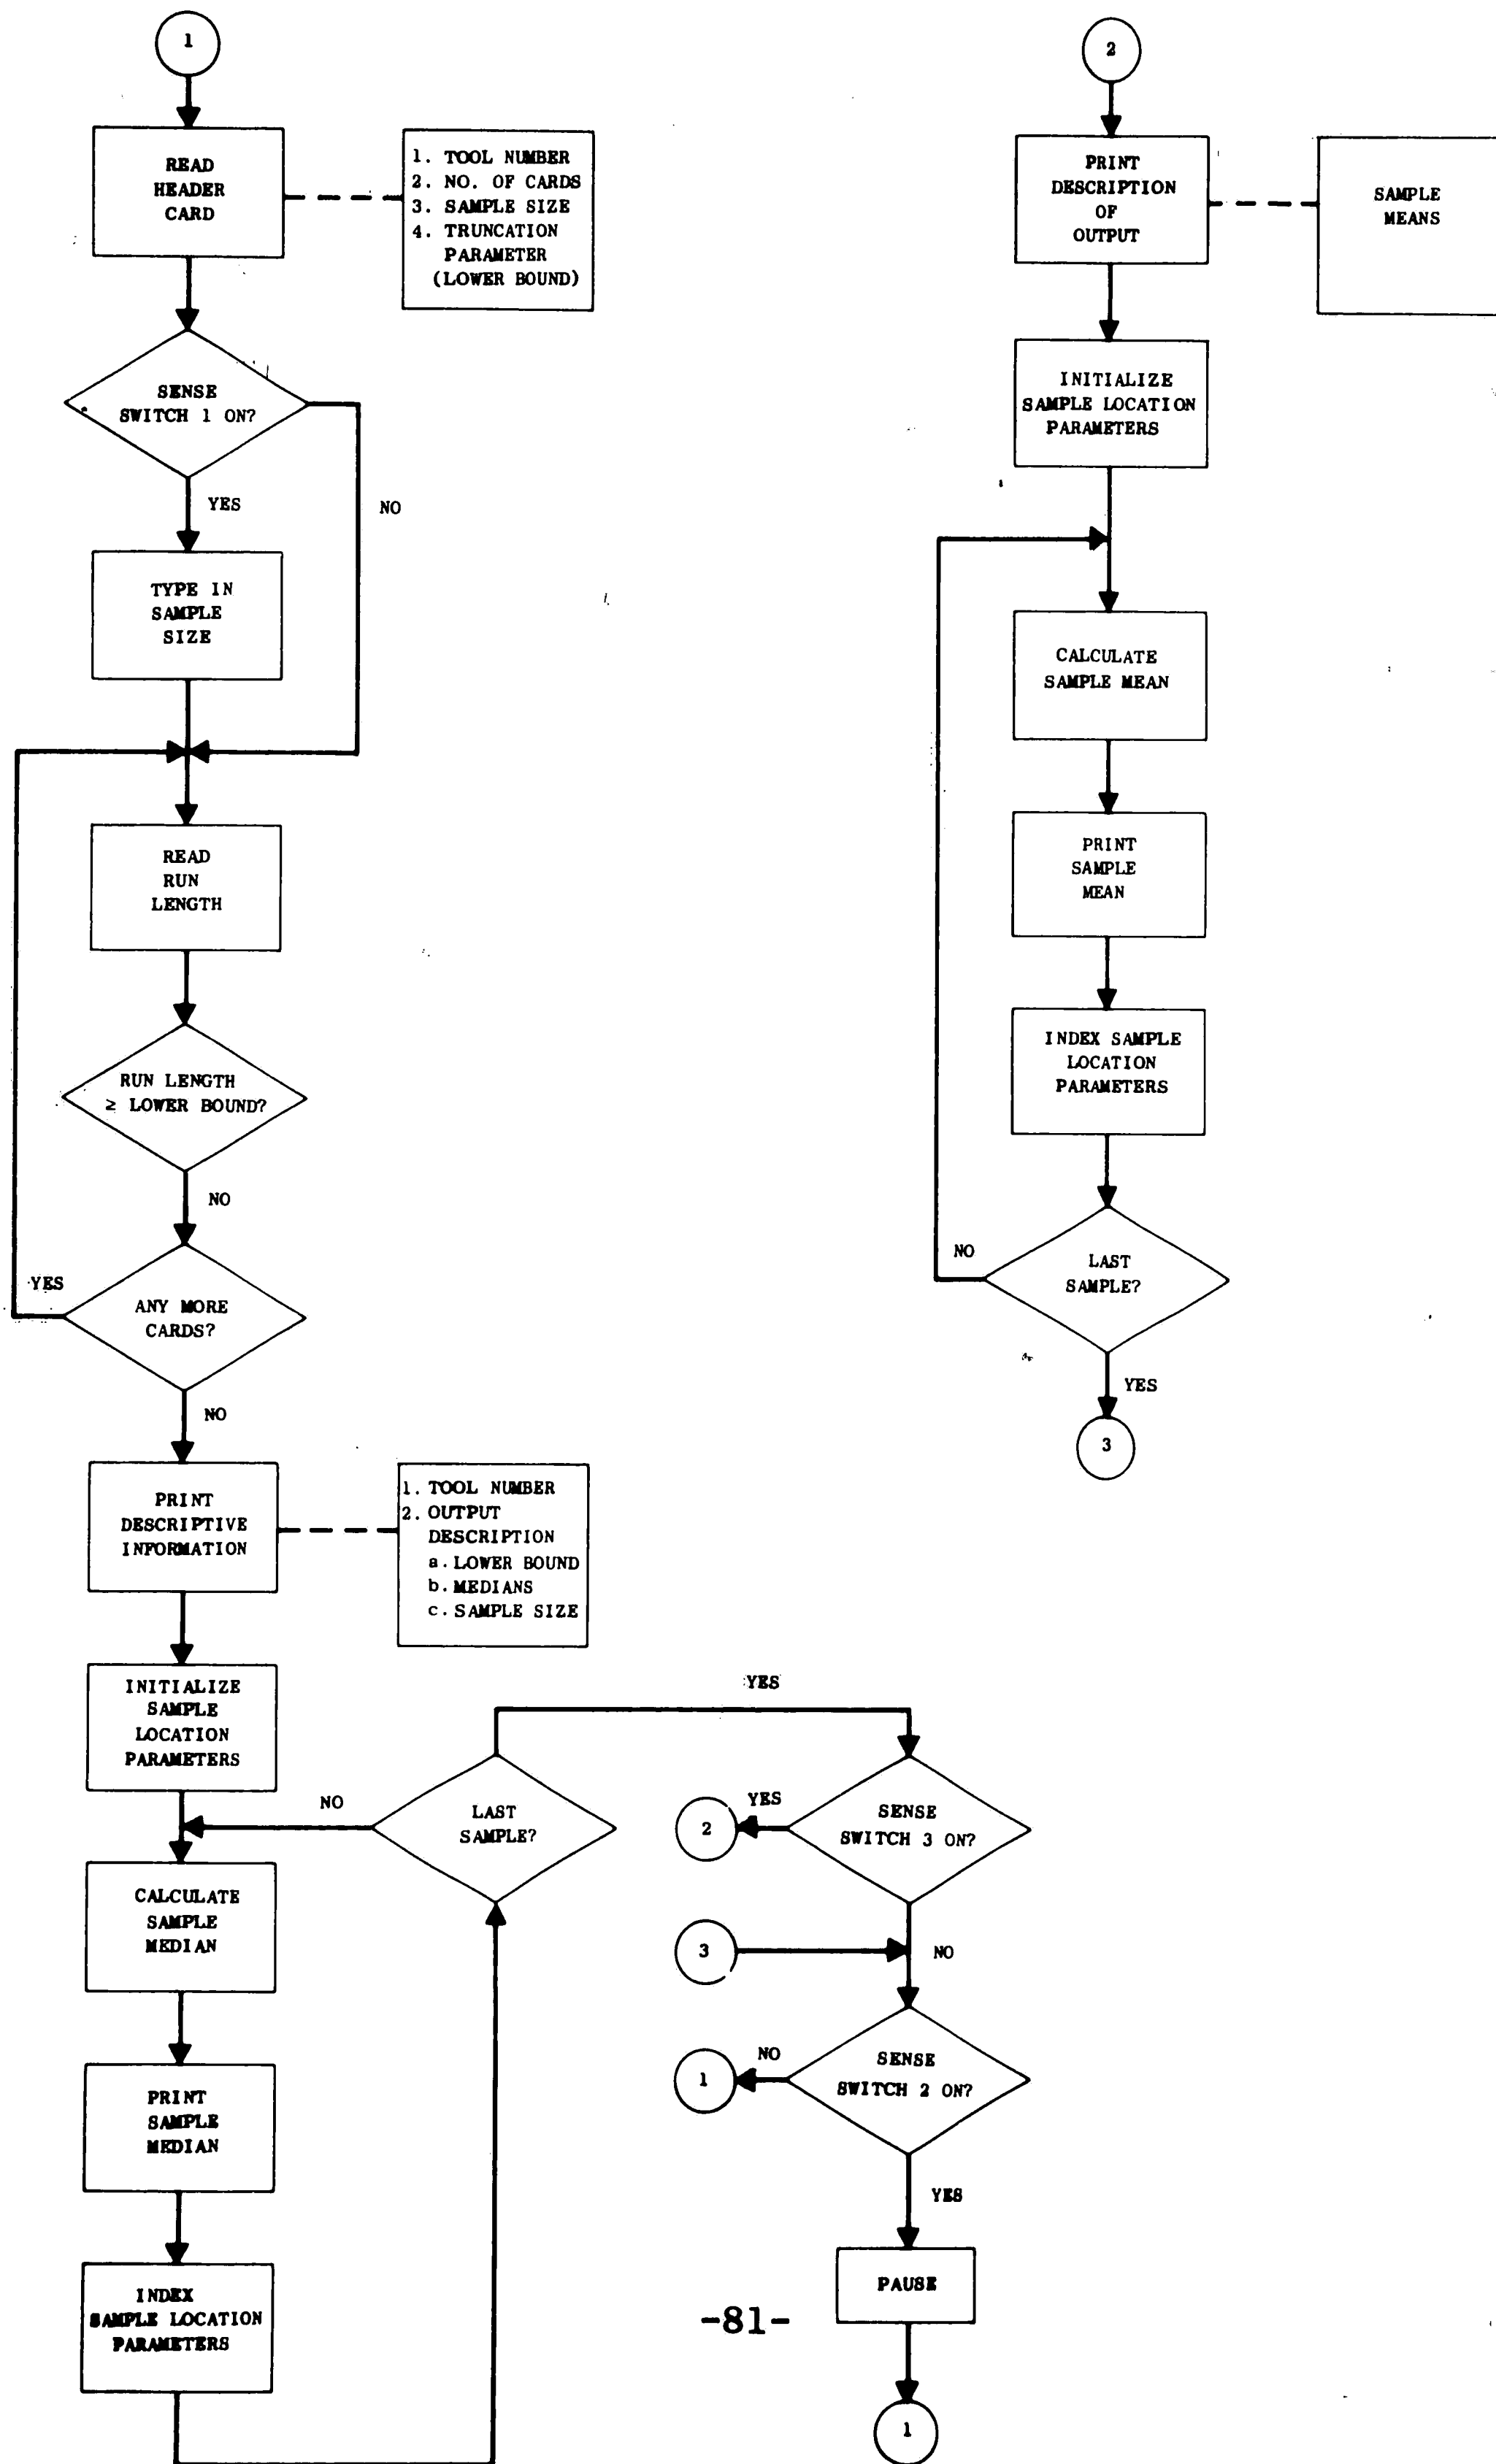 1
READ
HEADER
CARD
1. TOOL NUMBER
2. NO. OF CARDS
3. SAMPLE SIZE
4. TRUNCATION
PARAMETER
(LOWER BOUND)
SENSE
SWITCH 1 ON?
YES
NO
TYPE IN
SAMPLE
SIZE
READ
RUN
LENGTH
RUN LENGTH
≥ LOWER BOUND?
NO
YES
ANY MORE
CARDS?
NO
PRINT
DESCRIPTIVE
INFORMATION
1. TOOL NUMBER
2. OUTPUT
DESCRIPTION
a. LOWER BOUND
b. MEDIANS
c. SAMPLE SIZE
INITIALIZE
SAMPLE
LOCATION
PARAMETERS
NO
LAST
SAMPLE?
YES
CALCULATE
SAMPLE
MEDIAN
PRINT
SAMPLE
MEDIAN
INDEX
SAMPLE LOCATION
PARAMETERS
SENSE
SWITCH 3 ON?
YES
2
3
NO
SENSE
SWITCH 2 ON?
NO
1
YES
PAUSE
1
2
PRINT
DESCRIPTION
OF
OUTPUT
SAMPLE
MEANS
INITIALIZE
SAMPLE LOCATION
PARAMETERS
CALCULATE
SAMPLE MEAN
PRINT
SAMPLE
MEAN
INDEX SAMPLE
LOCATION
PARAMETERS
NO
LAST
SAMPLE?
YES
3
-81-